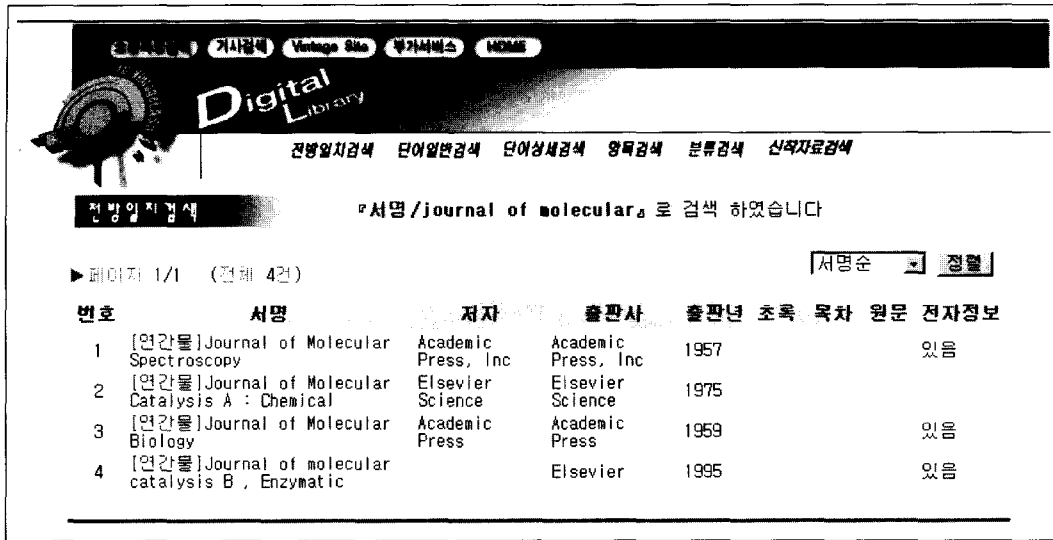 기사검색 Vintage Site 부가서비스 HOME
Digital Library
전방일치검색 단어일반검색 단어상세검색 항목검색 분류검색 신착자료검색
전방일치검색 『서명/journal of molecular』로 검색 하였습니다
▶페이지 1/1 (전체 4건) 서명순 정렬
번호 서명 저자 출판사 출판년 초록 목차 원문 전자정보
1 [연간물]Journal of Molecular Spectroscopy Academic Press, Inc Academic Press, Inc 1957 있음
2 [연간물]Journal of Molecular Catalysis A : Chemical Elsevier Science Elsevier Science 1975
3 [연간물]Journal of Molecular Biology Academic Press Academic Press 1959 있음
4 [연간물]Journal of molecular catalysis B , Enzymatic Elsevier 1995 있음